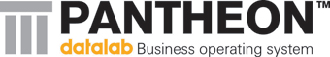 PANTHEON™
datalab Business operating system